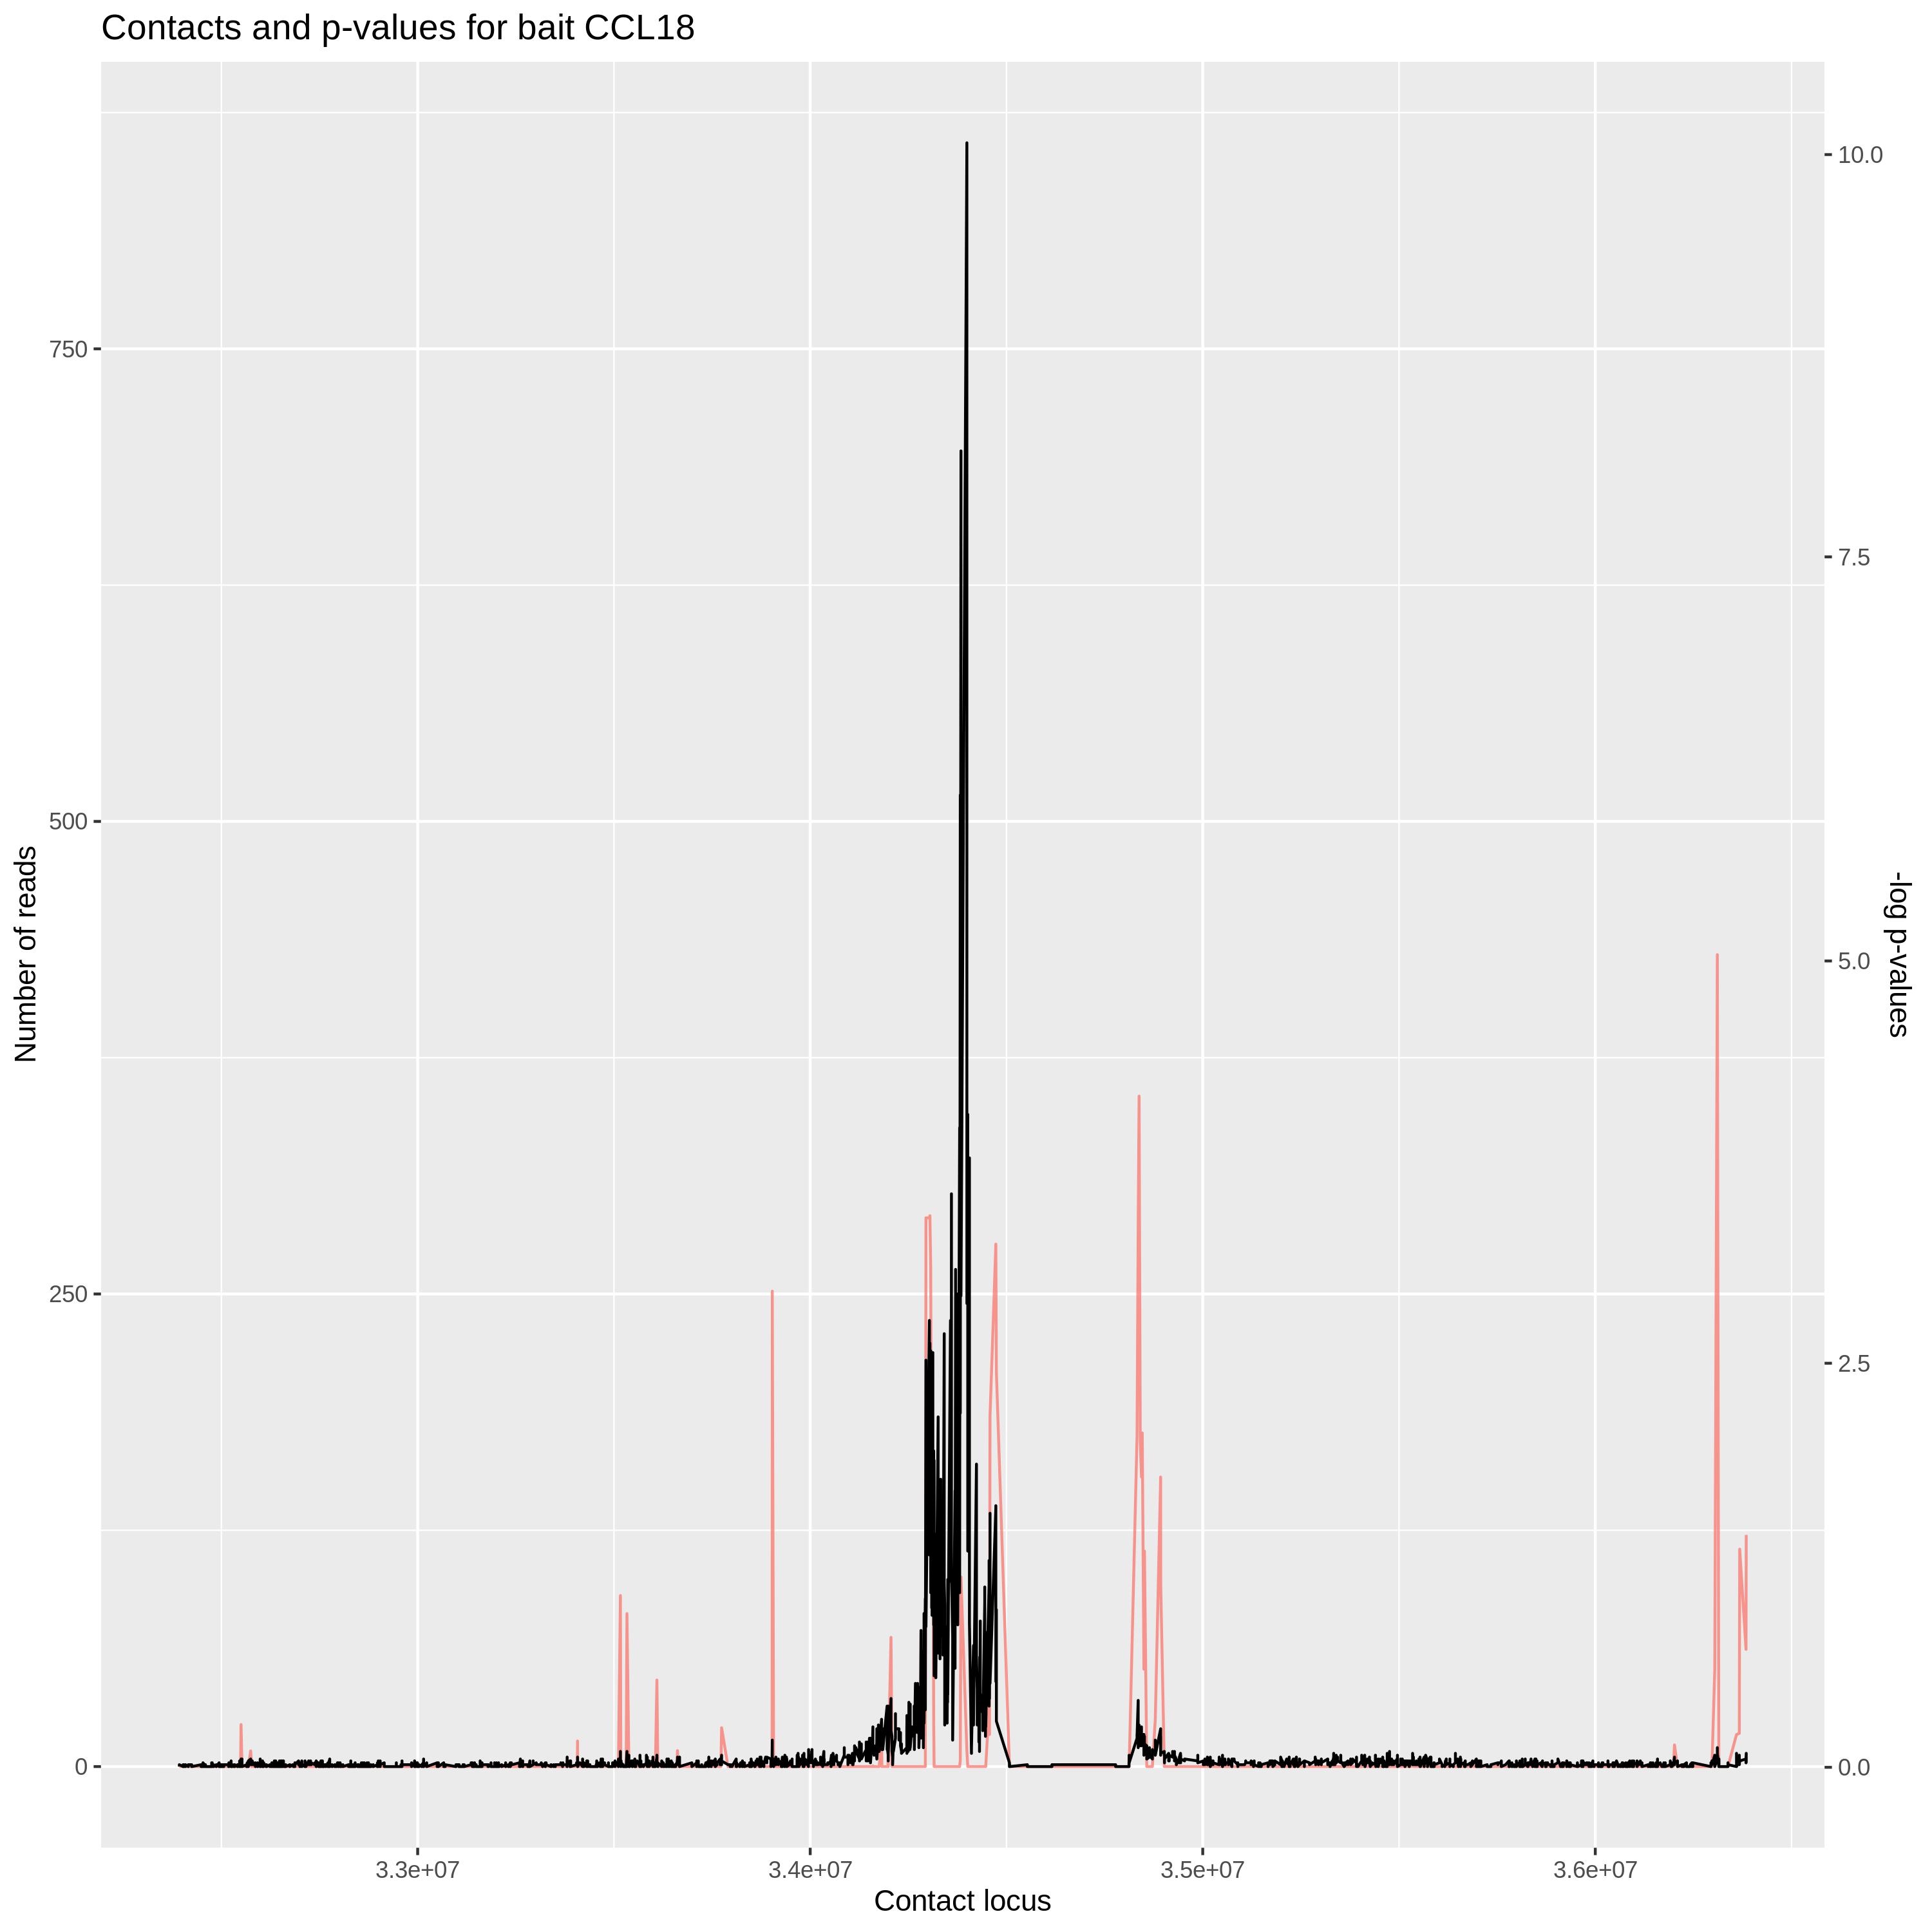 Contacts and p-values for bait CCL18
10.0
750
7.5
500
Number of reads
-log p-values
5.0
250
2.5
0
0.0
3.3e+07
3.4e+07
3.5e+07
3.6e+07
Contact locus